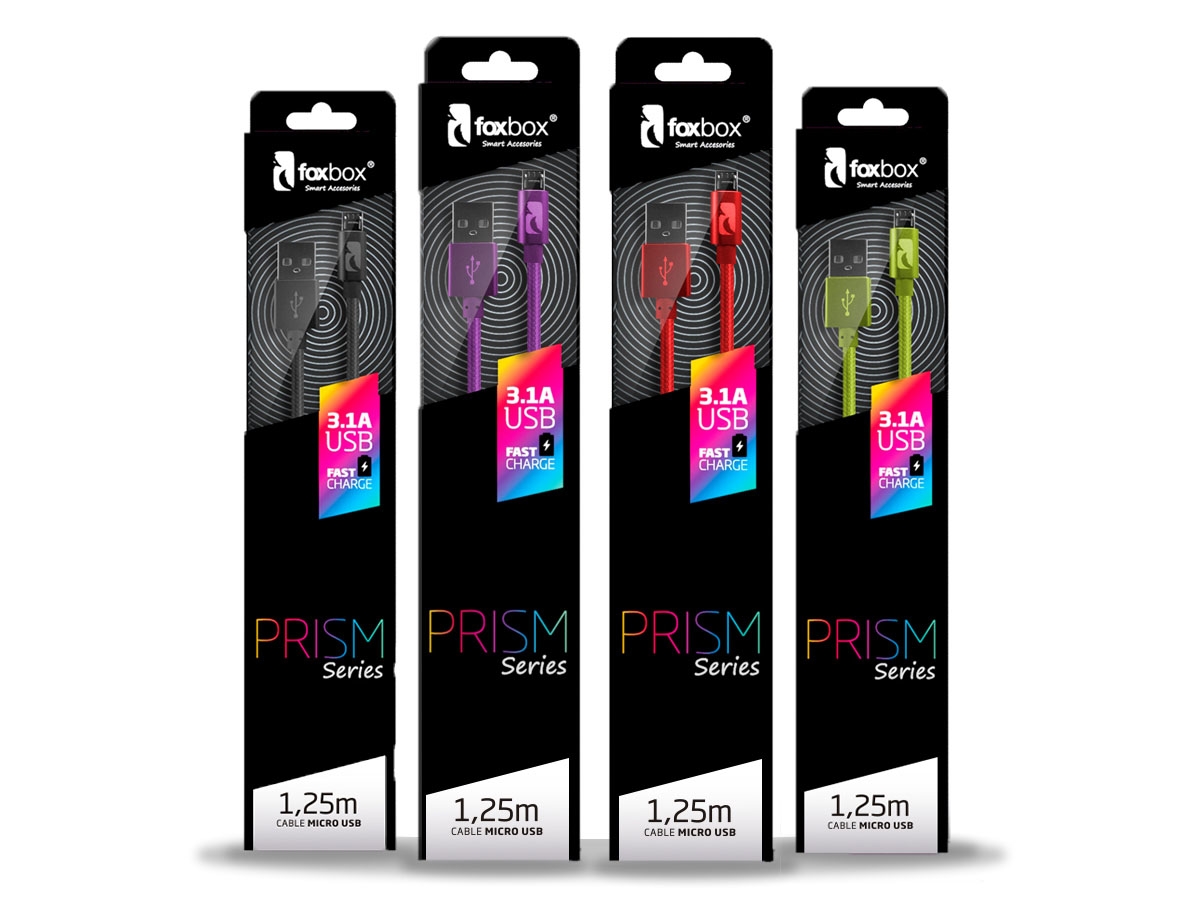 foxbox®
Smart Accesories
3.1A
USB
FAST
CHARGE
PRISM
Series
1,25m
CABLE MICRO USB
foxbox®
Smart Accesories
3.1A
USB
FAST
CHARGE
PRISM
Series
1,25m
CABLE MICRO USB
foxbox®
Smart Accesories
3.1A
USB
FAST
CHARGE
PRISM
Series
1,25m
CABLE MICRO USB
foxbox®
Smart Accesories
3.1A
USB
FAST
CHARGE
PRISM
Series
1,25m
CABLE MICRO USB